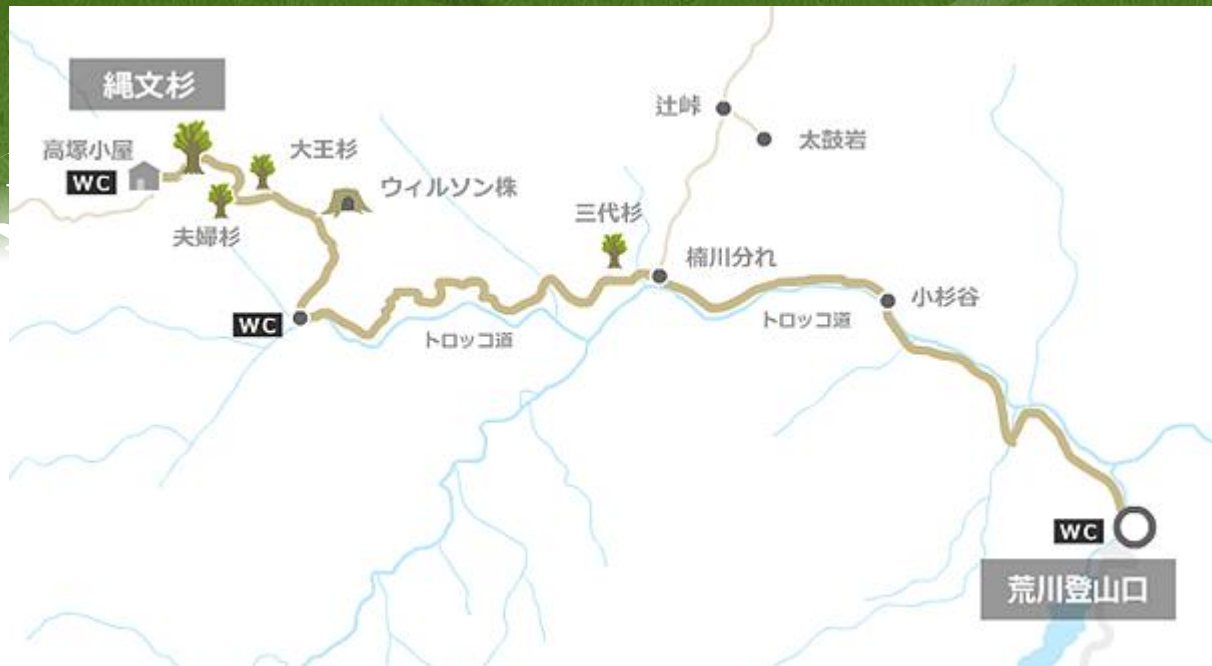 縄文杉
高塚小屋
WC
大王杉
ウィルソン株
夫婦杉
辻峠
太鼓岩
三代杉
楠川分れ
小杉谷
WC
トロッコ道
トロッコ道
WC
荒川登山口